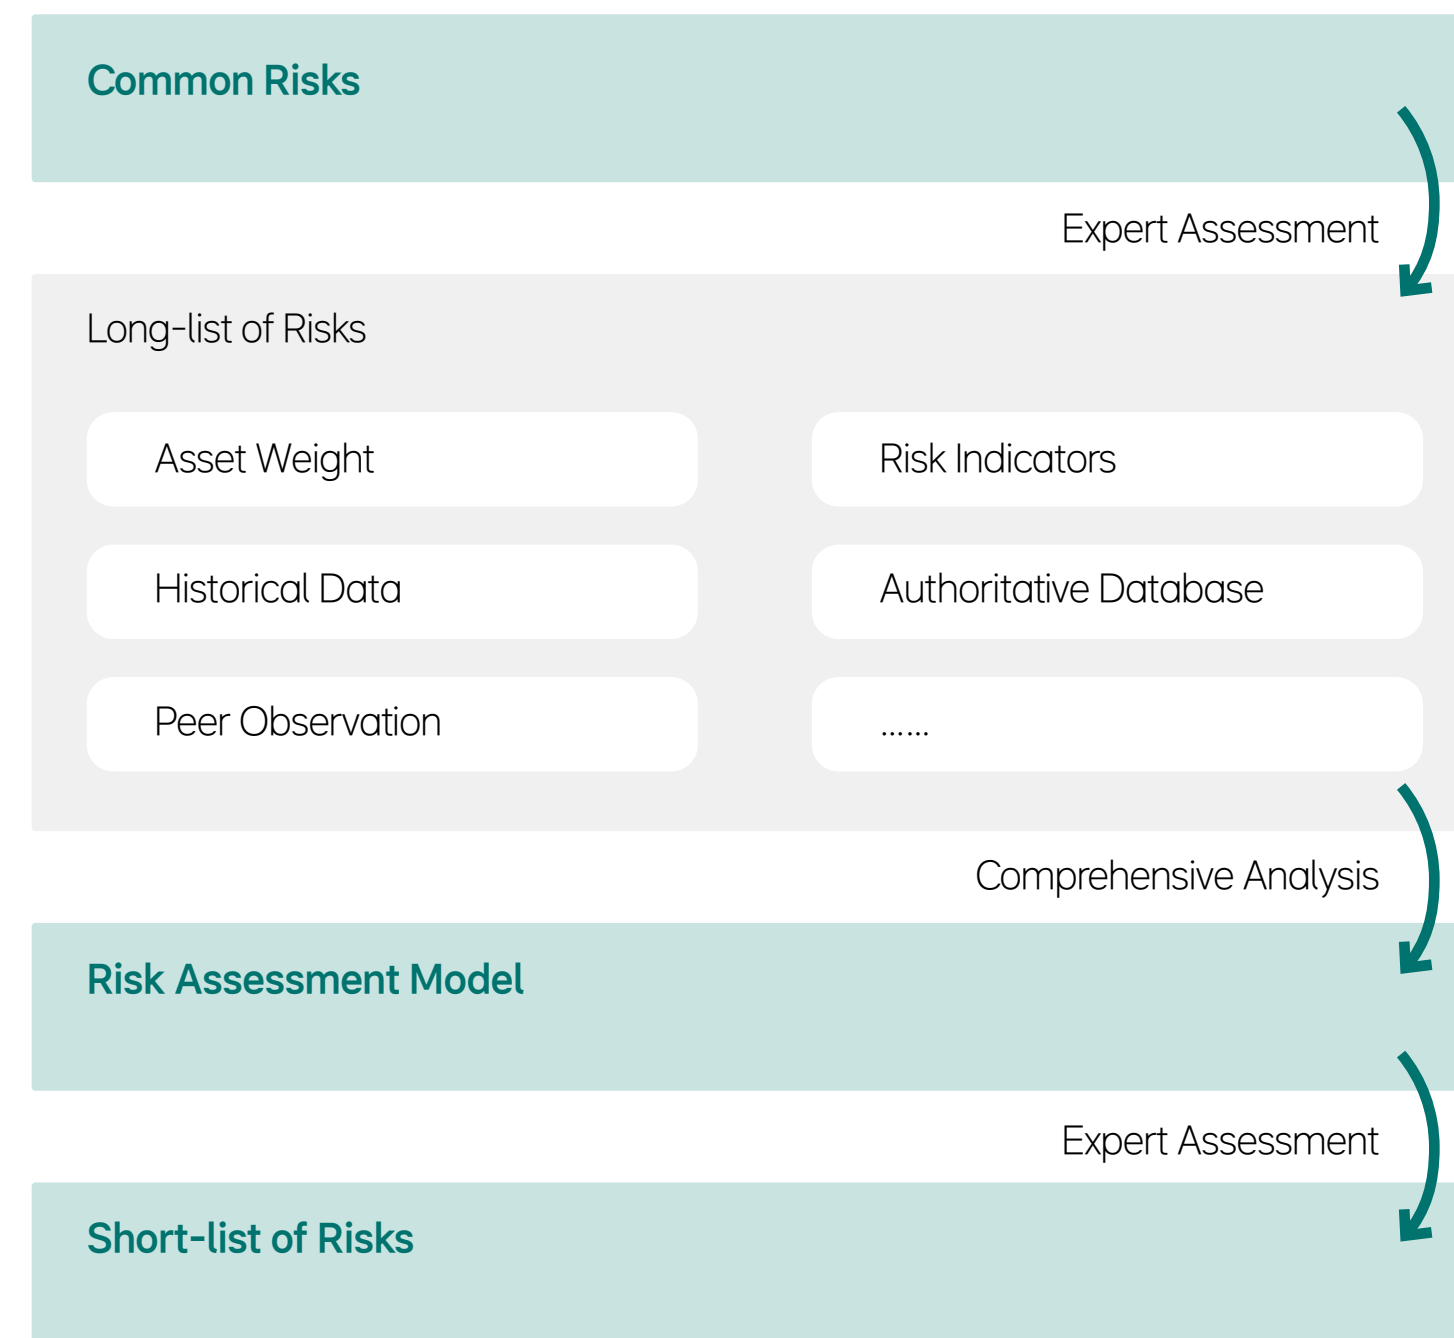 Common Risks
Expert Assessment
Long-list of Risks
Asset Weight
Risk Indicators
Historical Data
Authoritative Database
Peer Observation
......
Comprehensive Analysis
Risk Assessment Model
Expert Assessment
Short-list of Risks